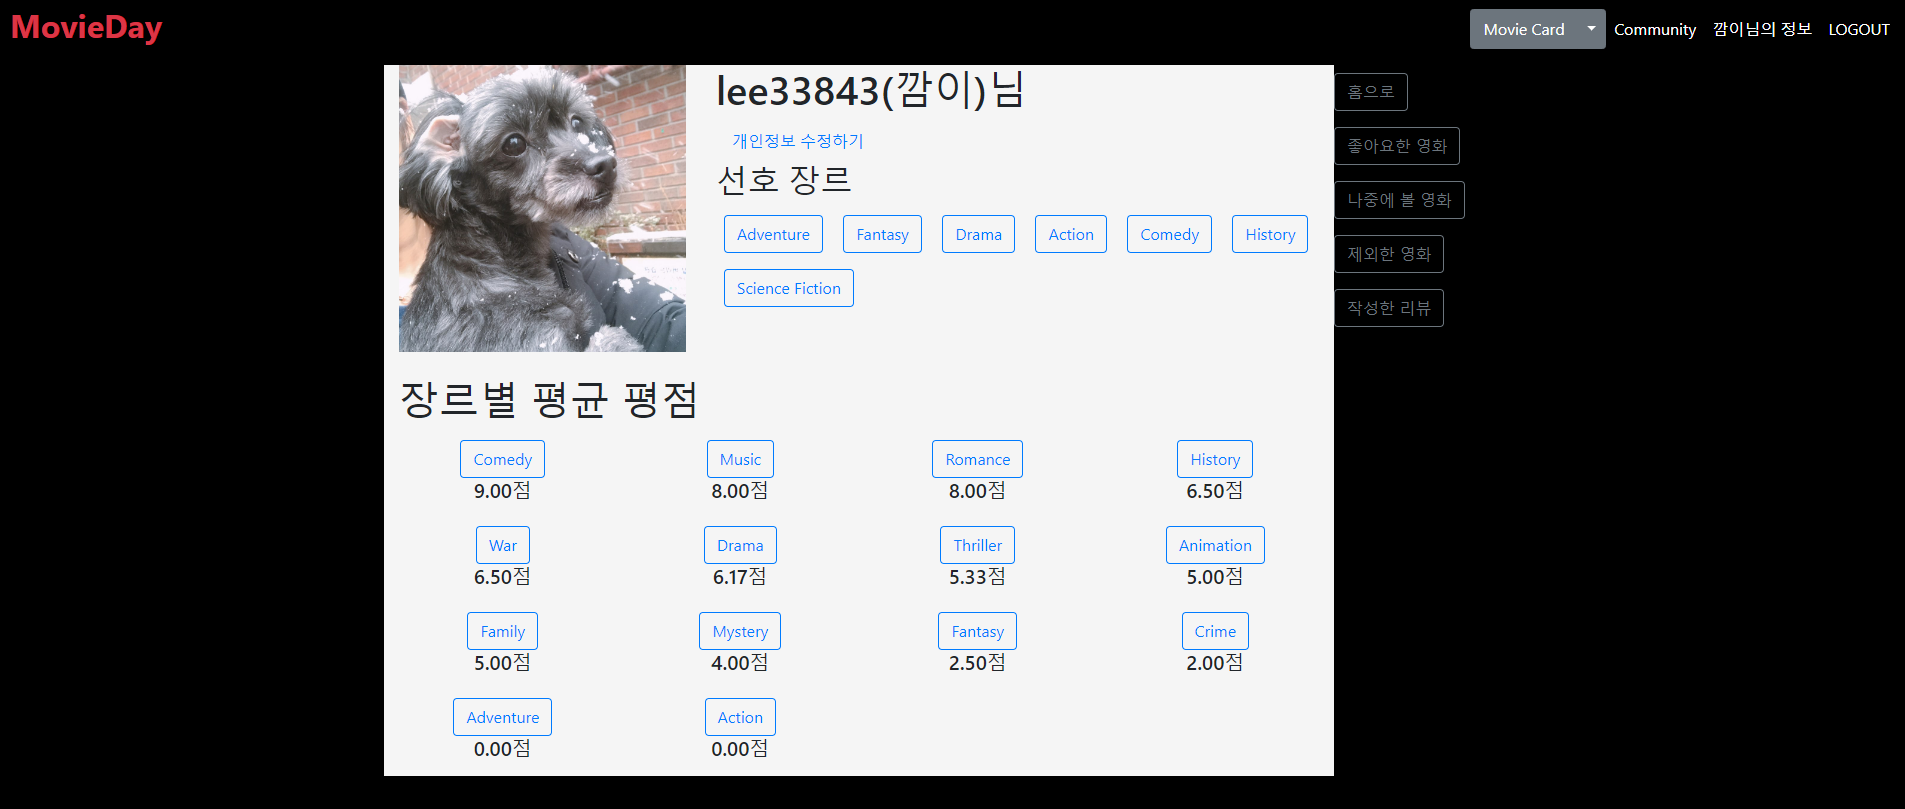 MovieDay
Movie Card
Community
깜이님의 정보
LOGOUT
lee33843(깜이)님
개인정보 수정하기
선호 장르
Adventure Fantasy Drama Action Comedy History
Science Fiction
홈으로
좋아요한 영화
나중에 볼 영화
제외한 영화
작성한 리뷰
장르별 평균 평점
Comedy Music Romance History
9.00점 8.00점 8.00점 6.50점
War Drama Thriller Animation
6.50점 6.17점 5.33점 5.00점
Family Mystery Fantasy Crime
5.00점 4.00점 2.50점 2.00점
Adventure Action
0.00점 0.00점